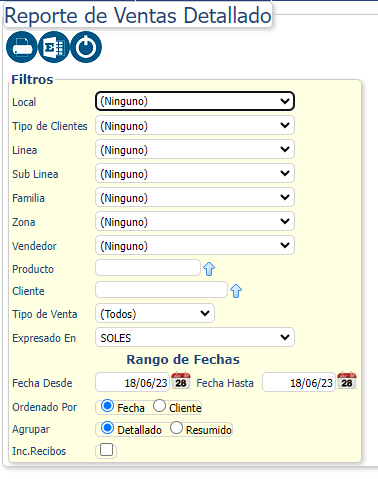 Reporte de Ventas Detallado
Filtros
Local (Ninguno)
Tipo de Clientes (Ninguno)
Linea (Ninguno)
Sub Linea (Ninguno)
Familia (Ninguno)
Zona (Ninguno)
Vendedor (Ninguno)
Producto
Cliente
Tipo de Venta (Todos)
Expresado En SOLES
Rango de Fechas
Fecha Desde 18/06/23 28 Fecha Hasta 18/06/23 28
Ordenado Por Fecha Cliente
Agrupar Detallado Resumido
Inc.Recibos